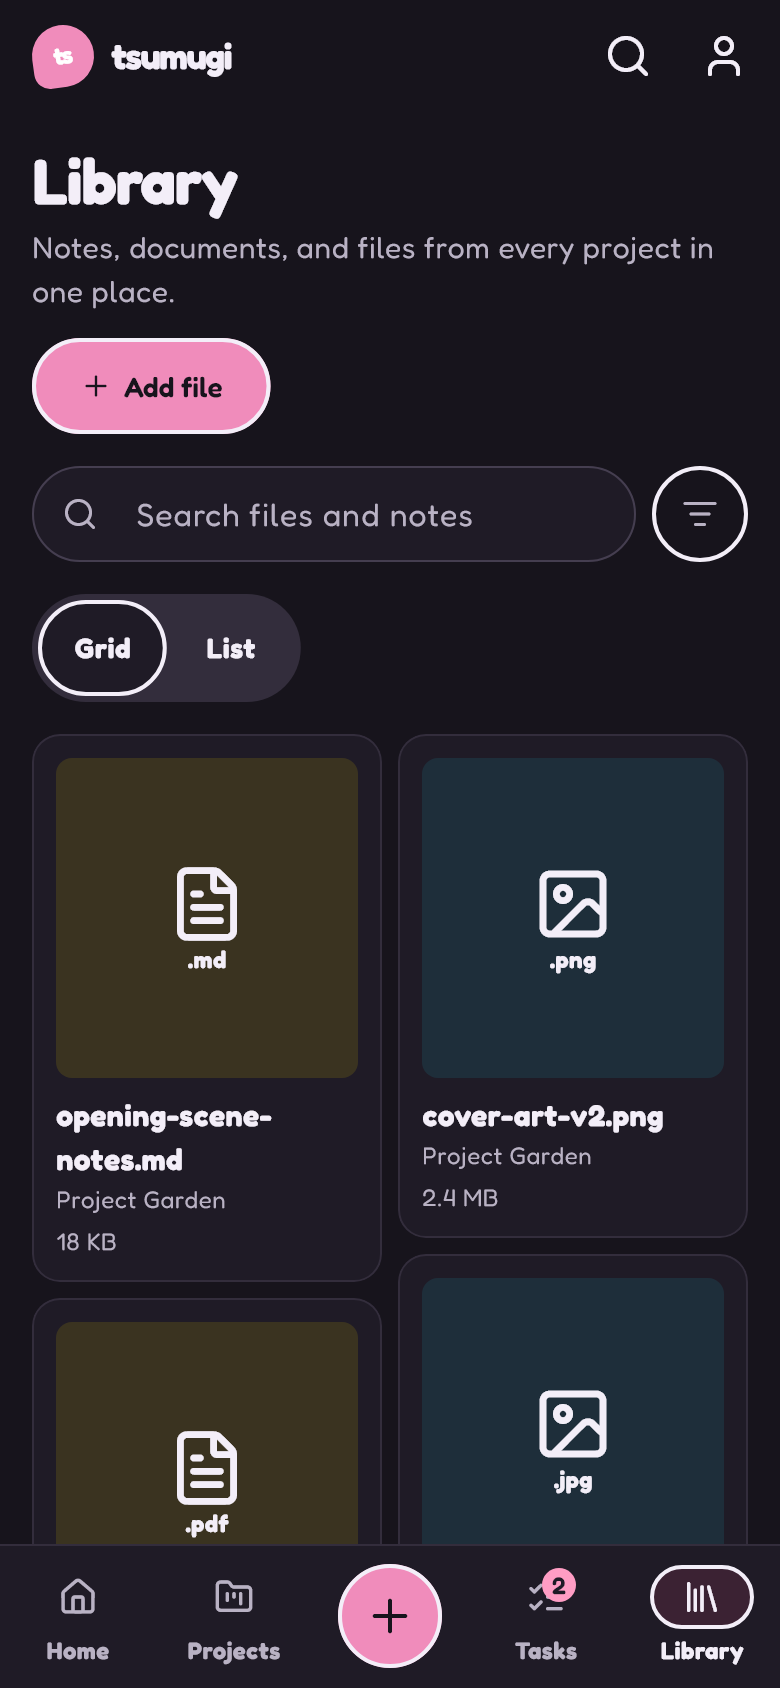 ts
tsumugi
Library
Notes, documents, and files from every project in
one place.
Add file
Search files and notes
Grid
List
.md
opening-scene-
notes.md
Project Garden
18 KB
.png
cover-art-v2.png
Project Garden
2.4 MB
.pdf
.jpg
Home
Projects
2
Tasks
Library